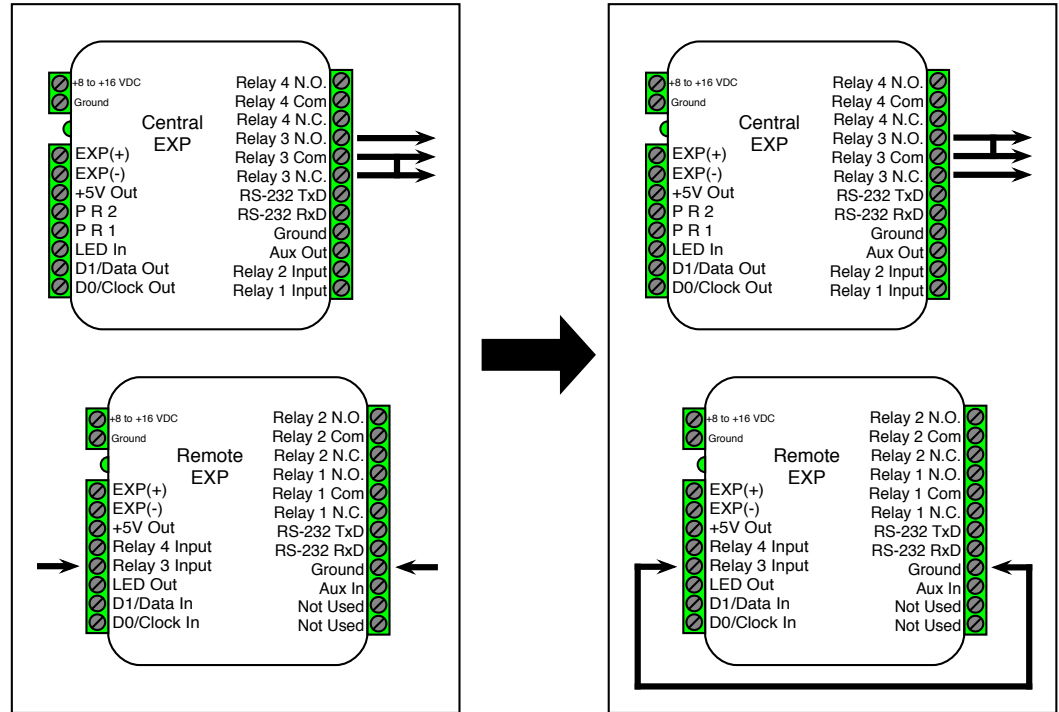 +8 to +16 VDC
Ground
Central
EXP
EXP(+)
EXP(-)
+5V Out
P R 2
P R 1
LED In
D1/Data Out
D0/Clock Out
Relay 4 N.O.
Relay 4 Com
Relay 4 N.C.
Relay 3 N.O.
Relay 3 Com
Relay 3 N.C.
RS-232 TxD
RS-232 RxD
Ground
Aux Out
Relay 2 Input
Relay 1 Input
+8 to +16 VDC
Ground
Remote
EXP
EXP(+)
EXP(-)
+5V Out
Relay 4 Input
Relay 3 Input
LED Out
D1/Data In
D0/Clock In
Relay 2 N.O.
Relay 2 Com
Relay 2 N.C.
Relay 1 N.O.
Relay 1 Com
Relay 1 N.C.
RS-232 TxD
RS-232 RxD
Ground
Aux In
Not Used
Not Used
+8 to +16 VDC
Ground
Central
EXP
EXP(+)
EXP(-)
+5V Out
P R 2
P R 1
LED In
D1/Data Out
D0/Clock Out
Relay 4 N.O.
Relay 4 Com
Relay 4 N.C.
Relay 3 N.O.
Relay 3 Com
Relay 3 N.C.
RS-232 TxD
RS-232 RxD
Ground
Aux Out
Relay 2 Input
Relay 1 Input
+8 to +16 VDC
Ground
Remote
EXP
EXP(+)
EXP(-)
+5V Out
Relay 4 Input
Relay 3 Input
LED Out
D1/Data In
D0/Clock In
Relay 2 N.O.
Relay 2 Com
Relay 2 N.C.
Relay 1 N.O.
Relay 1 Com
Relay 1 N.C.
RS-232 TxD
RS-232 RxD
Ground
Aux In
Not Used
Not Used